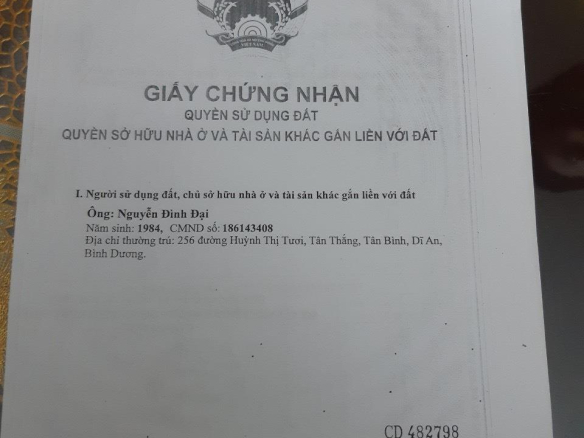 VIỆT NAM
GIẤY CHỨNG NHẬN
QUYỀN SỬ DỤNG ĐẤT
QUYỀN SỞ HỮU NHÀ Ở VÀ TÀI SẢN KHÁC GẮN LIỀN VỚI ĐẤT
I. Người sử dụng đất, chủ sở hữu nhà ở và tài sản khác gắn liền với đất
Ông: Nguyễn Đình Đại
Năm sinh: 1984, CMND số: 186143408
Địa chỉ thường trú: 256 đường Huỳnh Thị Tươi, Tân Thắng, Tân Bình, Dĩ An,
Bình Dương.
CD 482798